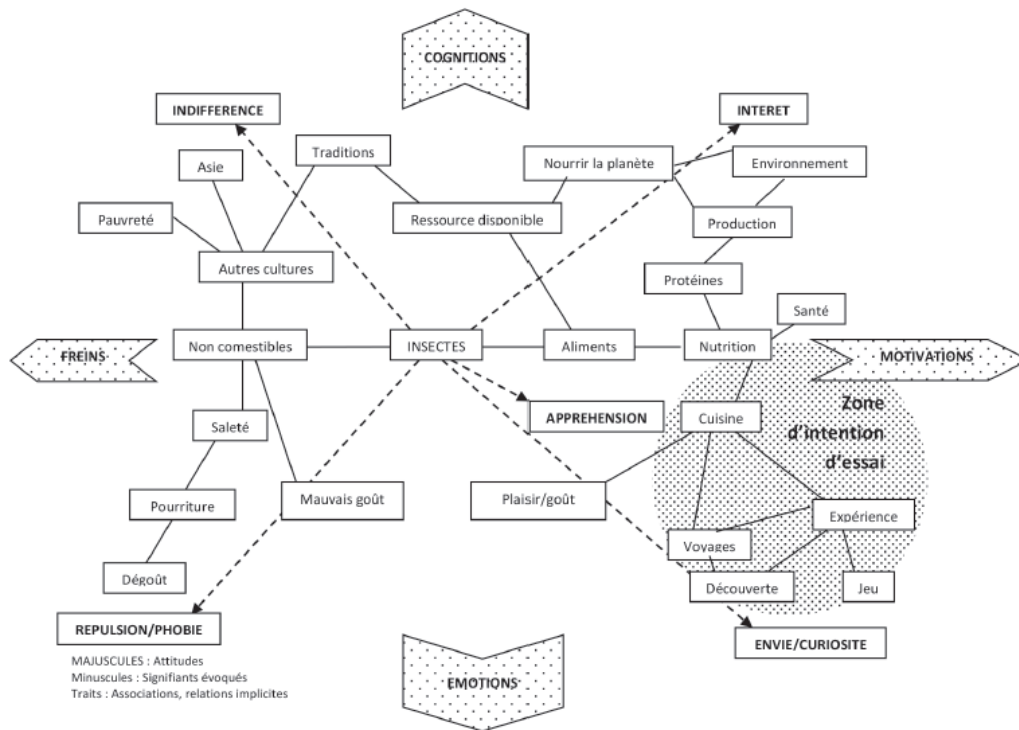 COGNITIONS
INDIFFERENCE
INTERET
Traditions
Asie
Nourrir la planète
Environnement
Pauvreté
Ressource disponible
Production
Autres cultures
Protéines
Santé
FREINS
Non comestibles
INSECTES
Aliments
Nutrition
MOTIVATIONS
APPREHENSION
Cuisine
Zone
d'intention
d'essai
Saleté
Pourriture
Mauvais goût
Plaisir/goût
Expérience
Voyages
Dégoût
Découverte
Jeu
REPULSION/PHOBIE
ENVIE/CURIOSITE
MAJUSCULES : Attitudes
Minuscules : Signifiants évoqués
Traits : Associations, relations implicites
EMOTIONS